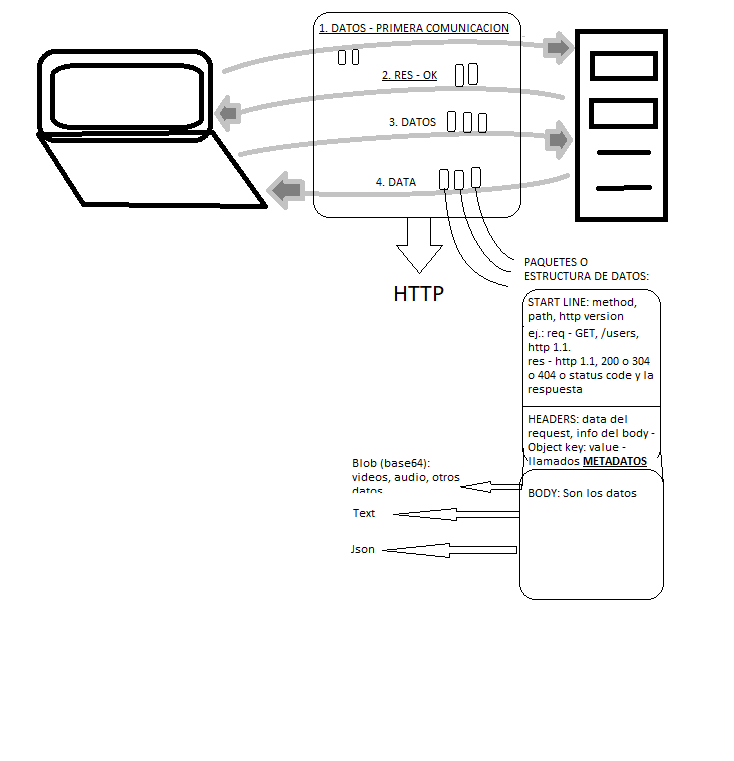 1. DATOS - PRIMERA COMUNICACION
2. RES - OK
3. DATOS
4. DATA
HTTP
PAQUETES O
ESTRUCTURA DE DATOS:
START LINE: method,
path, http version
ej.: req - GET, /users,
http 1.1.
res - http 1.1, 200 o 304
o 404 o status code y la
respuesta
HEADERS: data del
request, info del body -
Object key: value -
llamados METADATOS
BODY: Son los datos
Blob (base64):
videos, audio, otros
datos
Text
Json